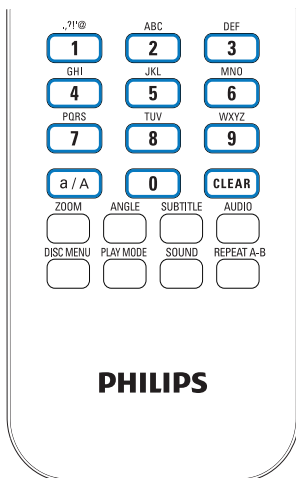 .,?!'@ ABC DEF
1 2 3
GHI JKL MNO
4 5 6
PQRS TUV WXYZ
7 8 9
a / A 0 CLEAR
ZOOM ANGLE SUBTITLE AUDIO
DISC MENU PLAY MODE SOUND REPEAT A-B
PHILIPS